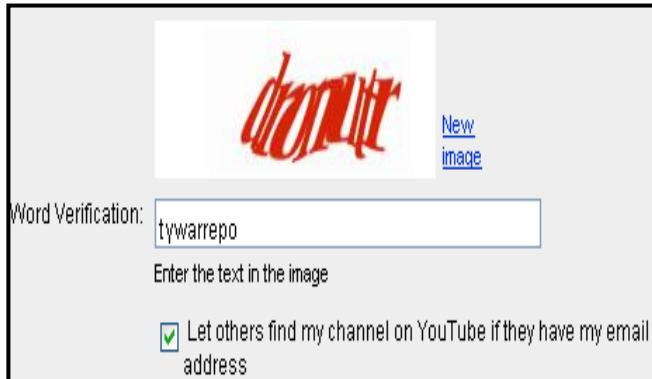 New
image
Word Verification:
tywarrepo
Enter the text in the image
Let others find my channel on YouTube if they have my email
address